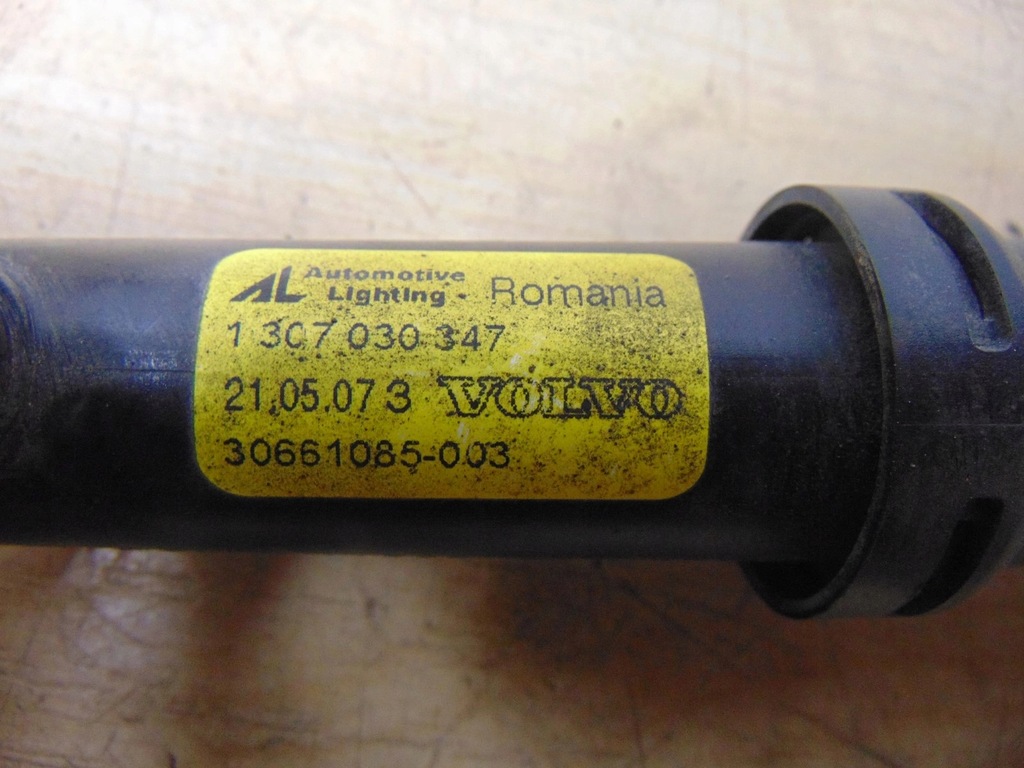 AL Automotive Lighting Romania
1 307 030 347
21.05.07 3 VOLVO
30661085-003